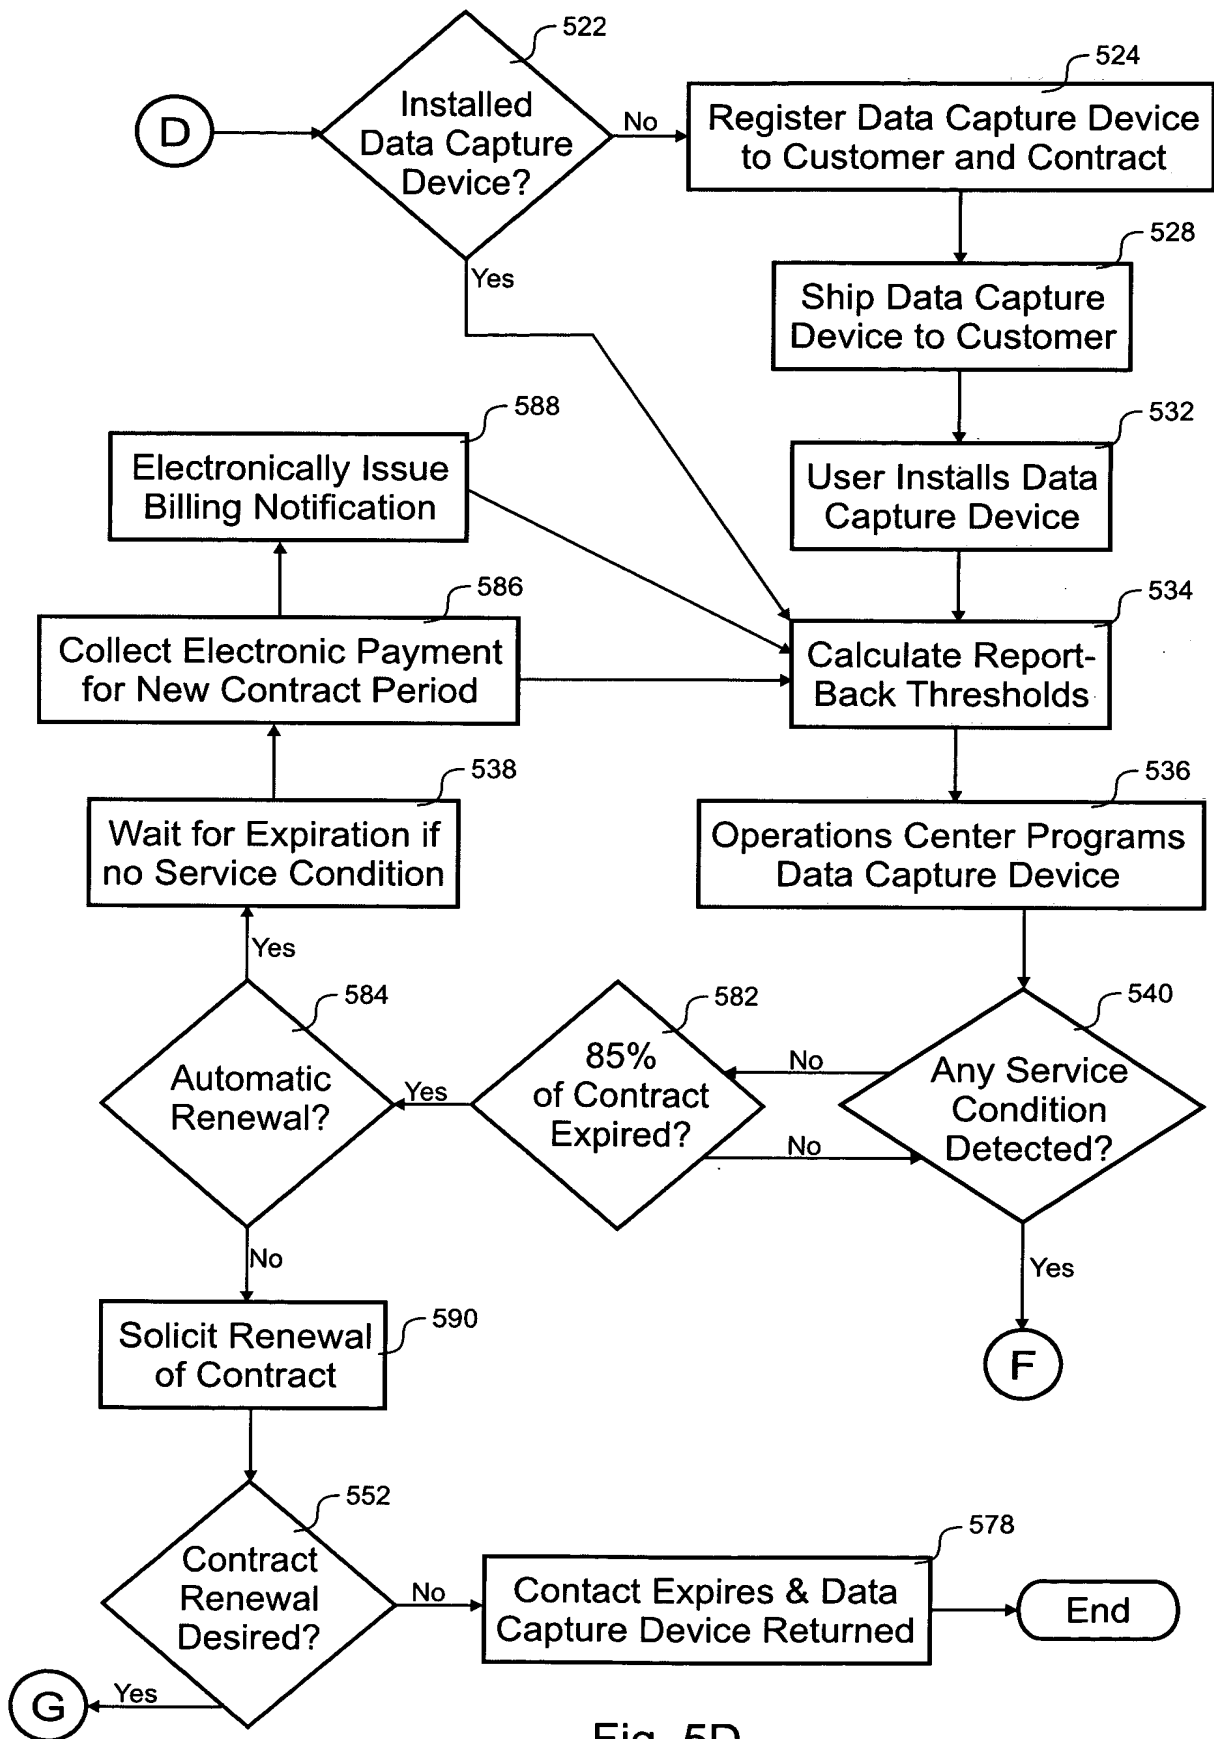 522
524
D
Installed
Data Capture
Device?
No
Register Data Capture Device
to Customer and Contract
Yes
528
Ship Data Capture
Device to Customer
588
532
Electronically Issue
Billing Notification
User Installs Data
Capture Device
586
534
Collect Electronic Payment
for New Contract Period
Calculate Report-
Back Thresholds
538
536
Wait for Expiration if
no Service Condition
Operations Center Programs
Data Capture Device
Yes
584
582
540
Automatic
Renewal?
Yes
85%
of Contract
Expired?
No
No
Any Service
Condition
Detected?
No
Yes
590
Solicit Renewal
of Contract
F
552
578
Contract
Renewal
Desired?
No
Contact Expires & Data
Capture Device Returned
End
Yes
G
Fig. 5D